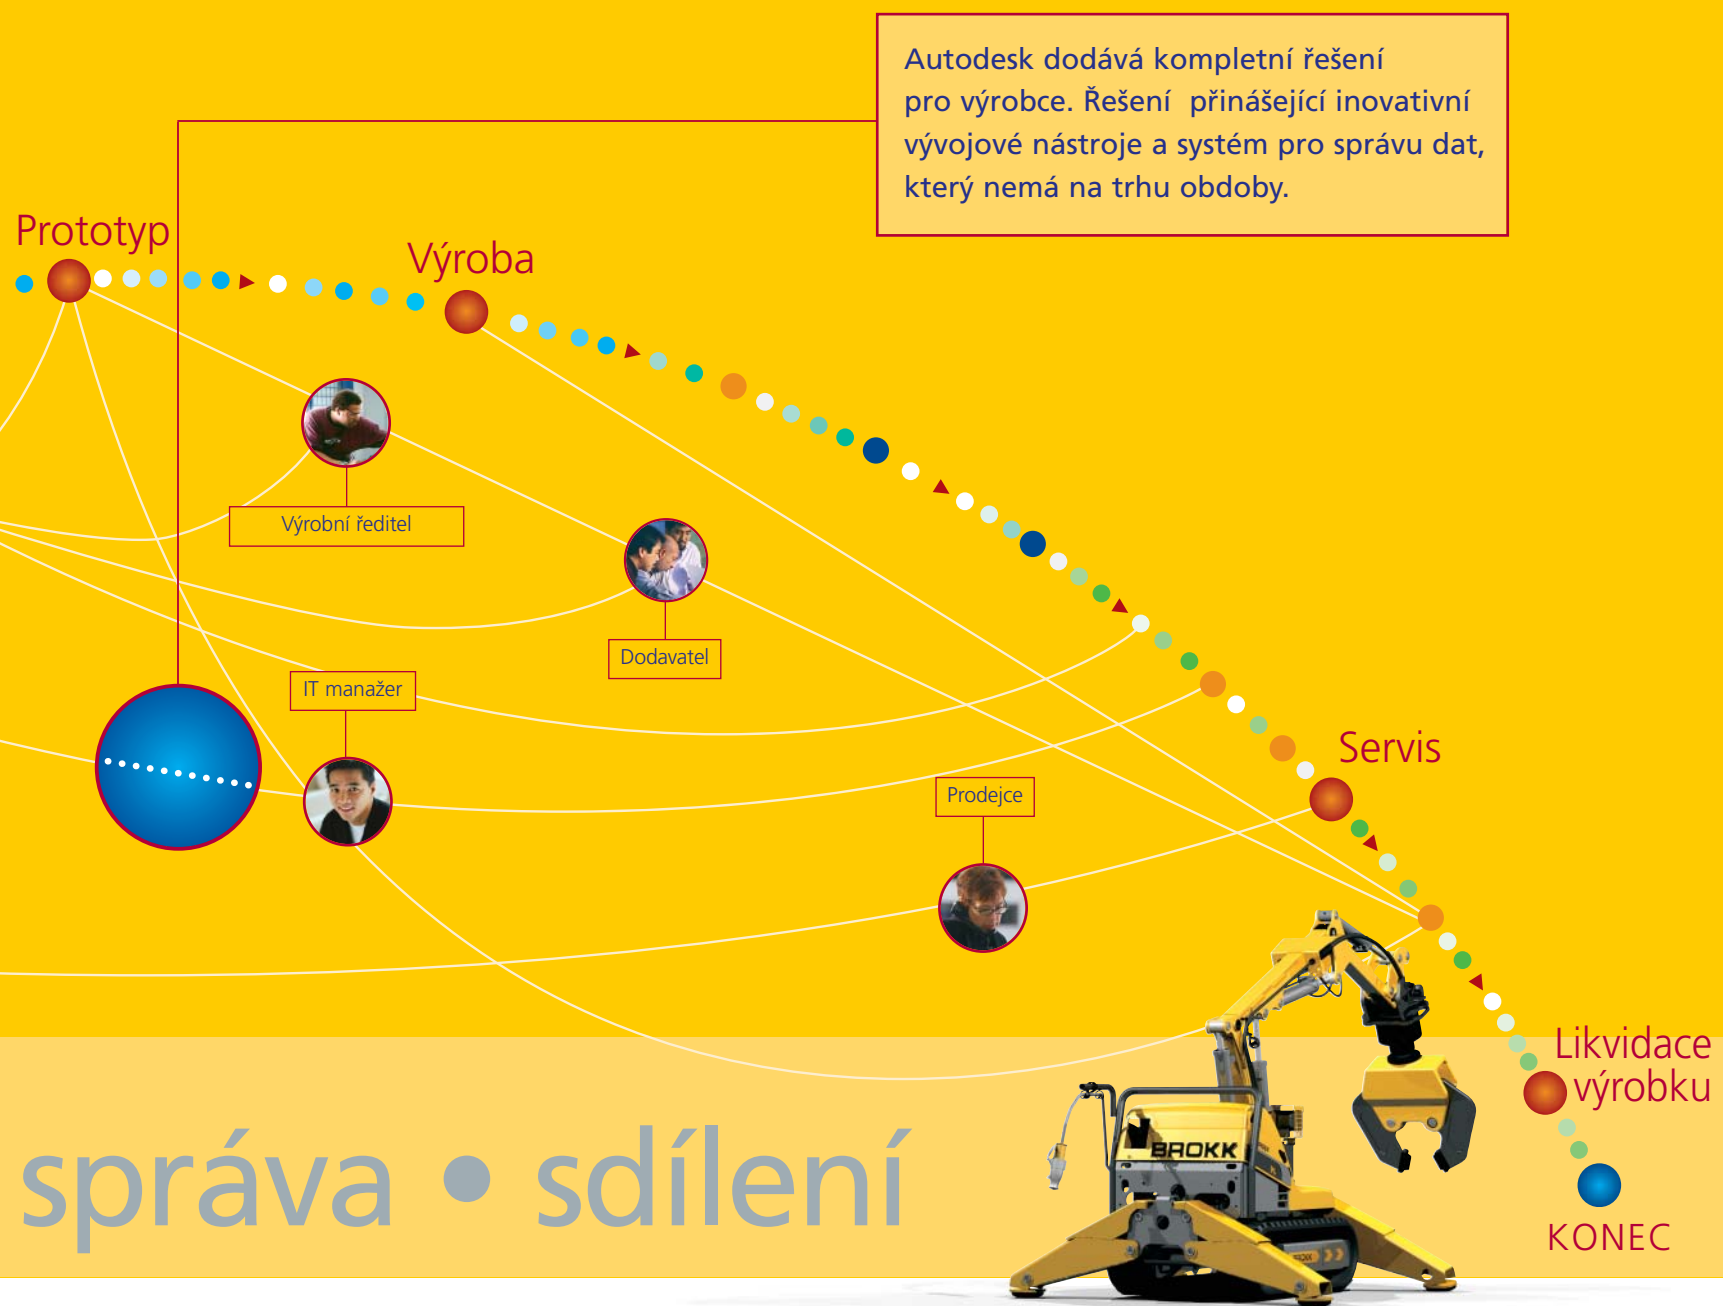 Autodesk dodává kompletní řešení
pro výrobce. Řešení přinášející inovativní
vývojové nástroje a systém pro správu dat,
který nemá na trhu obdoby.
Prototyp
Výroba
Výrobní ředitel
Dodavatel
IT manažer
Servis
Prodejce
Likvidace
výrobku
BROKK
správa • sdílení
KONEC